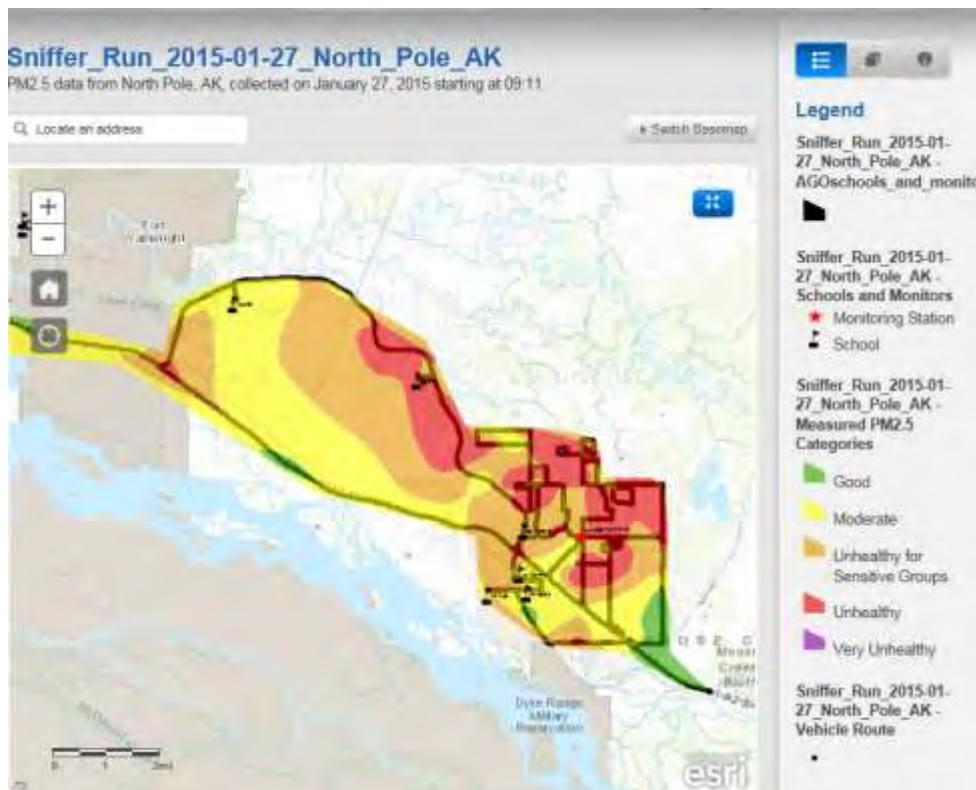 Sniffer_Run_2015-01-27_North_Pole_AK
PM2.5 data from North Pole, AK, collected on January 27, 2015 starting at 09:11
Locate an address
Switch Basemap
+
−
Fort
Wainwright
Dyke Range
Military
Reservation
0 1 2mi
esri
Legend
Sniffer_Run_2015-01-
27_North_Pole_AK -
AGOschools_and_monito
Sniffer_Run_2015-01-
27_North_Pole_AK -
Schools and Monitors
Monitoring Station
School
Sniffer_Run_2015-01-
27_North_Pole_AK -
Measured PM2.5
Categories
Good
Moderate
Unhealthy for
Sensitive Groups
Unhealthy
Very Unhealthy
Sniffer_Run_2015-01-
27_North_Pole_AK -
Vehicle Route